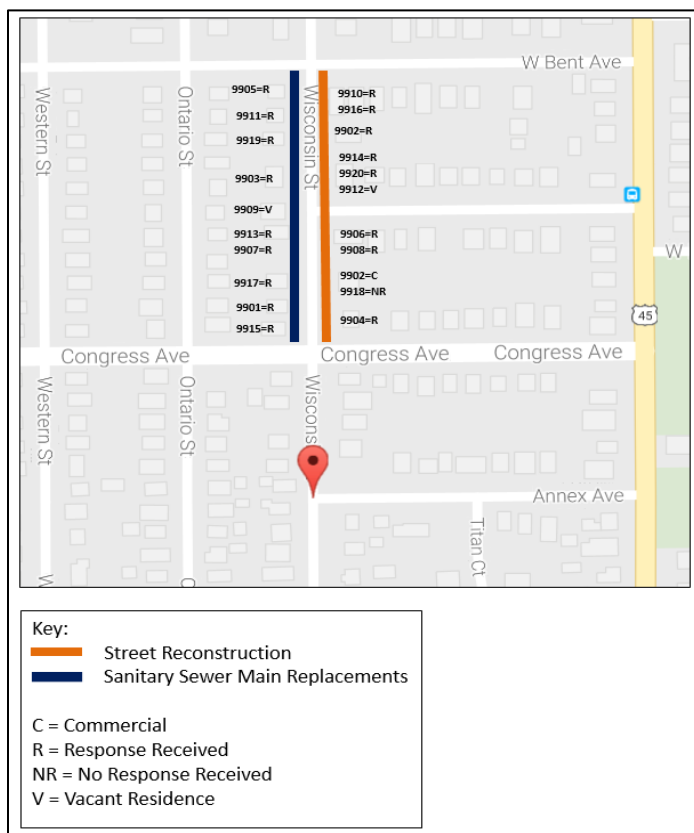 W Bent Ave
Western St
Ontario St
Wisconsin St
9905=R
9911=R
9919=R
9903=R
9909=V
9913=R
9907=R
9917=R
9901=R
9915=R
9910=R
9916=R
9902=R
9914=R
9920=R
9912=V
9906=R
9908=R
9902=C
9918=NR
9904=R
W
45
Congress Ave
Congress Ave
Congress Ave
Western St
Ontario St
Wiscons
Annex Ave
Titan Ct
W
C
Key:
Street Reconstruction
Sanitary Sewer Main Replacements
C = Commercial
R = Response Received
NR = No Response Received
V = Vacant Residence